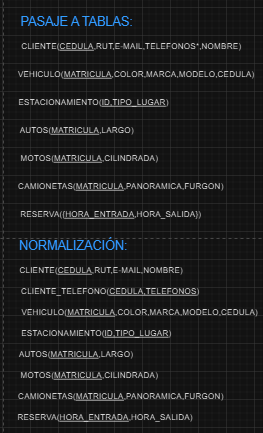 PASAJE A TABLAS:
CLIENTE(CEDULA,RUT,E-MAIL,TELEFONOS*,NOMBRE)
VEHICULO(MATRICULA,COLOR,MARCA,MODELO,CEDULA)
ESTACIONAMIENTO(ID,TIPO_LUGAR)
AUTOS(MATRICULA,LARGO)
MOTOS(MATRICULA,CILINDRADA)
CAMIONETAS(MATRICULA,PANORAMICA,FURGON)
RESERVA({HORA_ENTRADA,HORA_SALIDA})
NORMALIZACIÓN:
CLIENTE(CEDULA,RUT,E-MAIL,NOMBRE)
CLIENTE_TELEFONO(CEDULA,TELEFONOS)
VEHICULO(MATRICULA,COLOR,MARCA,MODELO,CEDULA)
ESTACIONAMIENTO(ID,TIPO_LUGAR)
AUTOS(MATRICULA,LARGO)
MOTOS(MATRICULA,CILINDRADA)
CAMIONETAS(MATRICULA,PANORAMICA,FURGON)
RESERVA(HORA_ENTRADA,HORA_SALIDA)